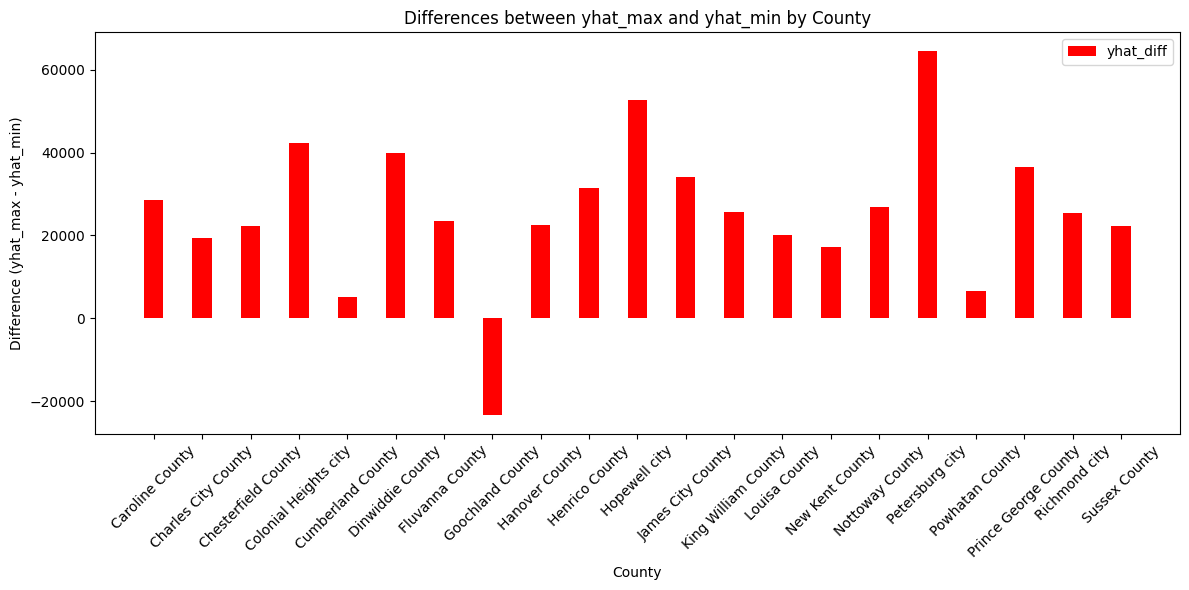 Differences between yhat_max and yhat_min by County
yhat_diff
Difference (yhat_max - yhat_min)
60000
40000
20000
0
−20000
Caroline County
Charles City County
Chesterfield County
Colonial Heights city
Cumberland County
Dinwiddie County
Fluvanna County
Goochland County
Hanover County
Henrico County
Hopewell city
James City County
King William County
Louisa County
New Kent County
Nottoway County
Petersburg city
Powhatan County
Prince George County
Richmond city
Sussex County
County